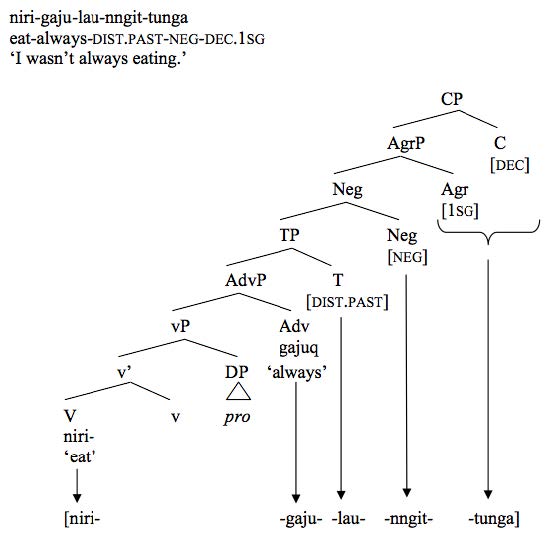 niri-gaju-lau-nngit-tunga
eat-always-DIST.PAST-NEG-DEC.1SG
‘I wasn’t always eating.’
CP
AgrP C
[DEC]
Neg Agr
[1SG]
TP Neg
[NEG]
AdvP T
[DIST.PAST]
vP Adv
gajuq
v’ DP ‘always’
V v pro
niri-
‘eat’
[niri- -gaju- -lau- -nngit- -tunga]